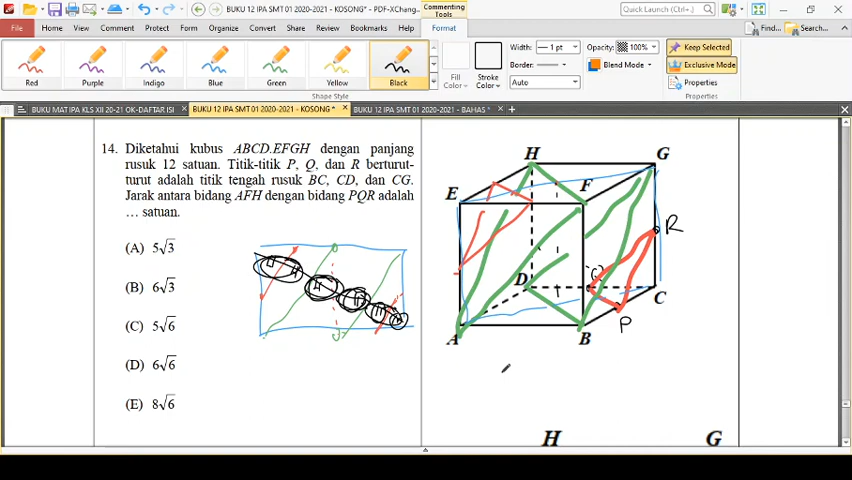 BUKU 12 IPA SMT 01 2020-2021 - KOSONG* - PDF-XChang
Commenting
Tools
Quick Launch (Ctrl+.)
File
Home
View
Comment
Protect
Form
Organize
Convert
Share
Review
Bookmarks
Help
Format
Find...
Search...
Red
Purple
Indigo
Blue
Green
Yellow
Black
Fill
Color
Stroke
Color
Width:
1 pt
Border:
Auto
Opacity:
100%
Blend Mode
Keep Selected
Exclusive Mode
Properties
Shape Style
Format
BUKU MAT IPA KLS XII 20-21 OK-DAFTAR ISI
BUKU 12 IPA SMT 01 2020-2021 - KOSONG *
BUKU 12 IPA SMT 01 2020-2021 - BAHAS *
14. Diketahui kubus ABCD.EFGH dengan panjang
rusuk 12 satuan. Titik-titik P, Q, dan R berturut-
turut adalah titik tengah rusuk BC, CD, dan CG.
Jarak antara bidang AFH dengan bidang PQR adalah
... satuan.
(A) 5√3
(B) 6√3
(C) 5√6
(D) 6√6
(E) 8√6
H
G
E
F
R
D
Q
C
P
A
B
H
G